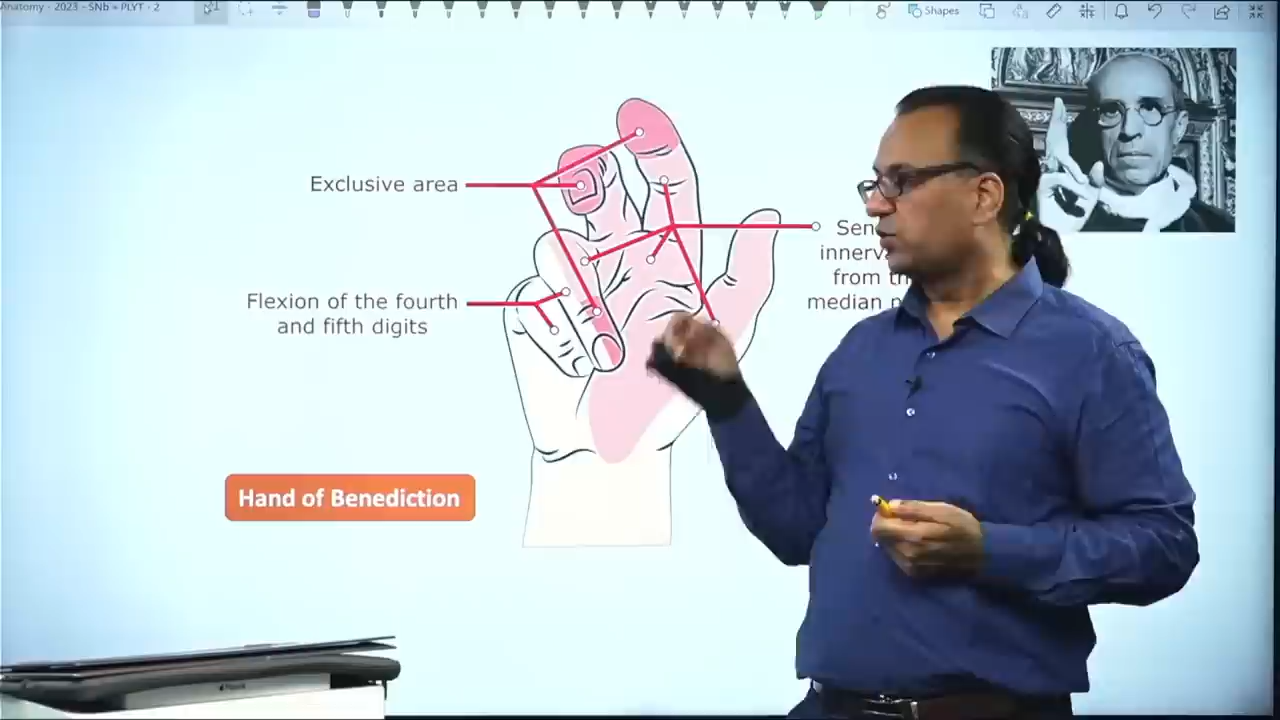 Anatomy - 2023 - SNb = PLYT - 2
Shapes
Exclusive area
Flexion of the fourth
and fifth digits
Sen
innerv
from th
median n
Hand of Benediction